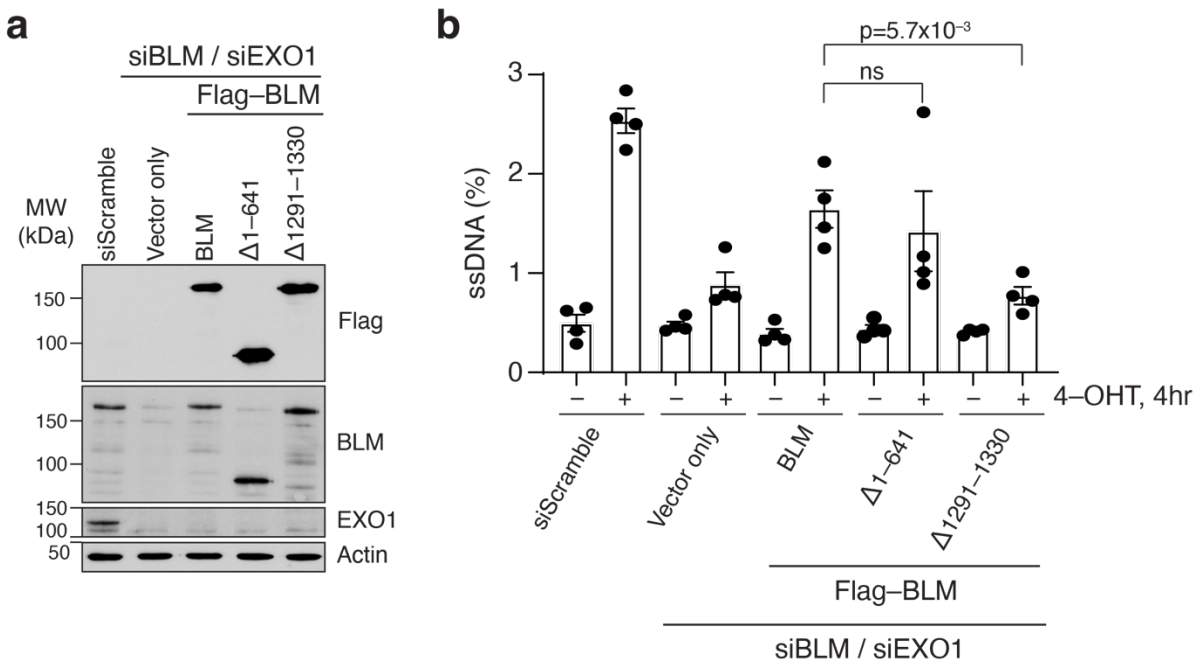 a
siBLM / siEXO1
Flag–BLM
MW
(kDa)
siScramble
Vector only
BLM
Δ1–641
Δ1291–1330
150
100
Flag
150
100
BLM
150
100
EXO1
50
Actin
b
p=5.7x10⁻³
ns
ssDNA (%)
3
2
1
0
– + – + – + – + – + 4–OHT, 4hr
siScramble
Vector only
BLM
Δ1–641
Δ1291–1330
Flag–BLM
siBLM / siEXO1